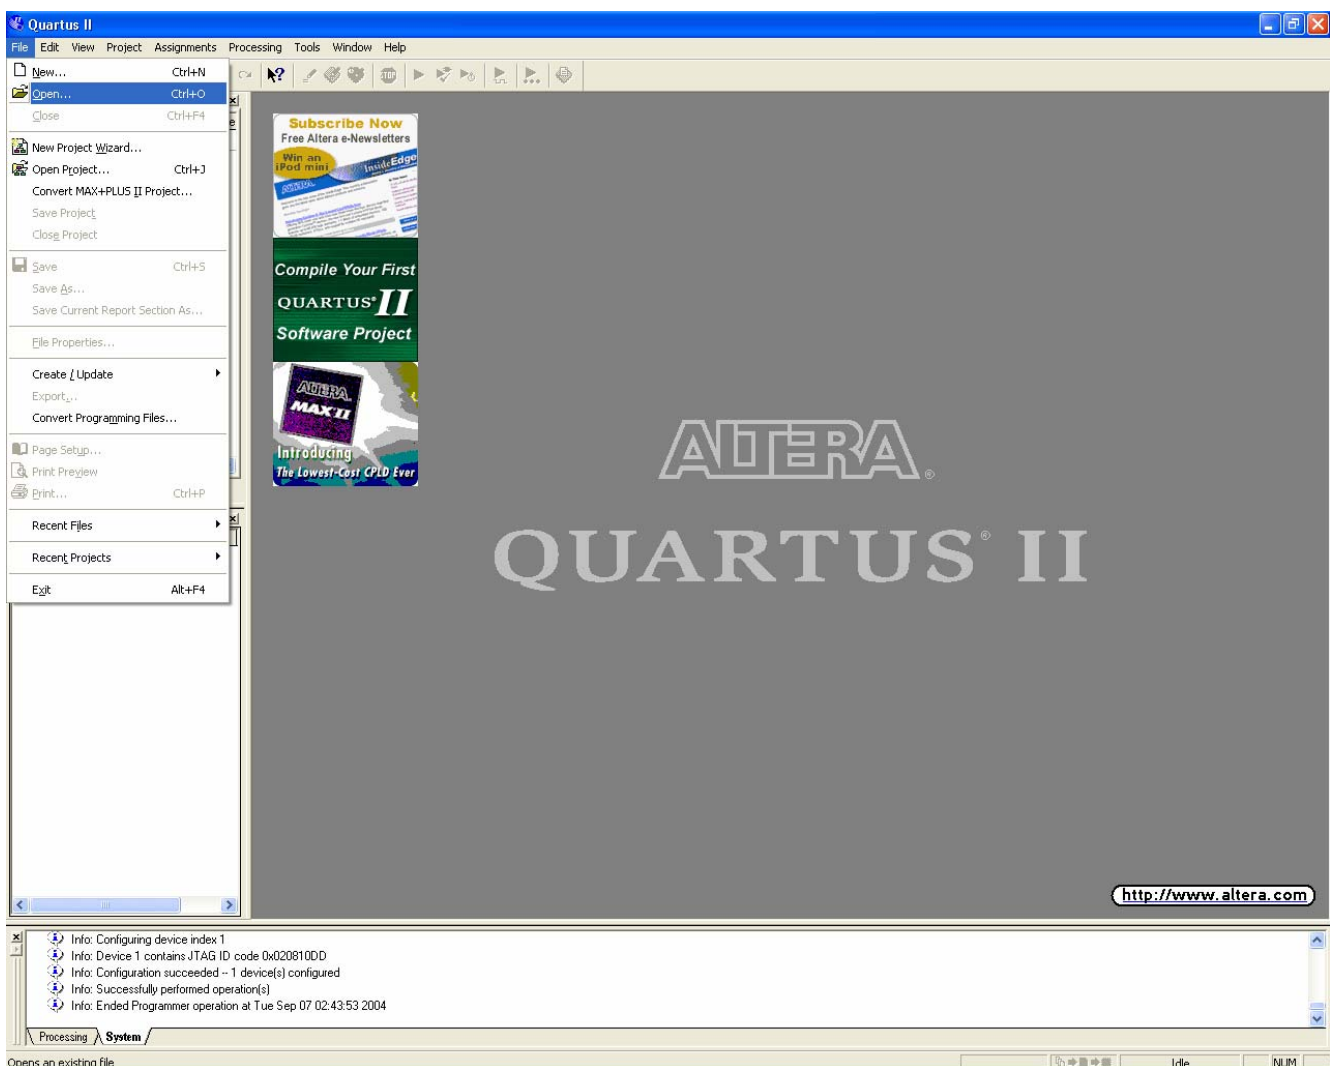 Quartus II
File Edit View Project Assignments Processing Tools Window Help
New... Ctrl+N
Open... Ctrl+O
Close Ctrl+F4
New Project Wizard...
Open Project... Ctrl+J
Convert MAX+PLUS II Project...
Save Project
Close Project
Save Ctrl+S
Save As...
Save Current Report Section As...
File Properties...
Create / Update
Export...
Convert Programming Files...
Page Setup...
Print Preview
Print... Ctrl+P
Recent Files
Recent Projects
Exit Alt+F4
Subscribe Now
Free Altera e-Newsletters
Win an
iPod mini
InsideEdge
ALTERA
Compile Your First
QUARTUS® II
Software Project
ALTERA
MAX II
Introducing
The Lowest-Cost CPLD Ever
ALTERA®
QUARTUS® II
http://www.altera.com
Info: Configuring device index 1
Info: Device 1 contains JTAG ID code 0x020810DD
Info: Configuration succeeded -- 1 device(s) configured
Info: Successfully performed operation(s)
Info: Ended Programmer operation at Tue Sep 07 02:43:53 2004
Processing System
Opens an existing file Idle NUM